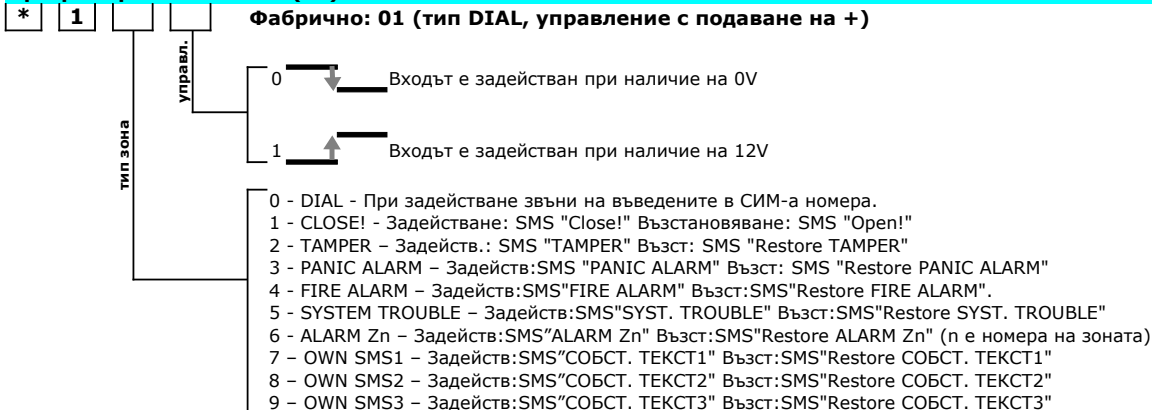 * 1 Фабрично: 01 (тип DIAL, управление с подаване на +)
управл.
0 Входът е задействан при наличие на 0V
1 Входът е задействан при наличие на 12V
тип зона
0 - DIAL - При задействане звъни на въведените в СИМ-а номера.
1 - CLOSE! - Задействане: SMS "Close!" Възстановяване: SMS "Open!"
2 - TAMPER – Задейств.: SMS "TAMPER" Възст: SMS "Restore TAMPER"
3 - PANIC ALARM – Задейств:SMS "PANIC ALARM" Възст: SMS "Restore PANIC ALARM"
4 - FIRE ALARM – Задейств:SMS"FIRE ALARM" Възст:SMS"Restore FIRE ALARM".
5 - SYSTEM TROUBLE – Задейств:SMS"SYST. TROUBLE" Възст:SMS"Restore SYST. TROUBLE"
6 - ALARM Zn – Задейств:SMS”ALARM Zn" Възст:SMS"Restore ALARM Zn" (n е номера на зоната)
7 – OWN SMS1 – Задейств:SMS”СОБСТ. ТЕКСТ1" Възст:SMS"Restore СОБСТ. ТЕКСТ1"
8 – OWN SMS2 – Задейств:SMS”СОБСТ. ТЕКСТ2" Възст:SMS"Restore СОБСТ. ТЕКСТ2"
9 – OWN SMS3 – Задейств:SMS”СОБСТ. ТЕКСТ3" Възст:SMS"Restore СОБСТ. ТЕКСТ3"